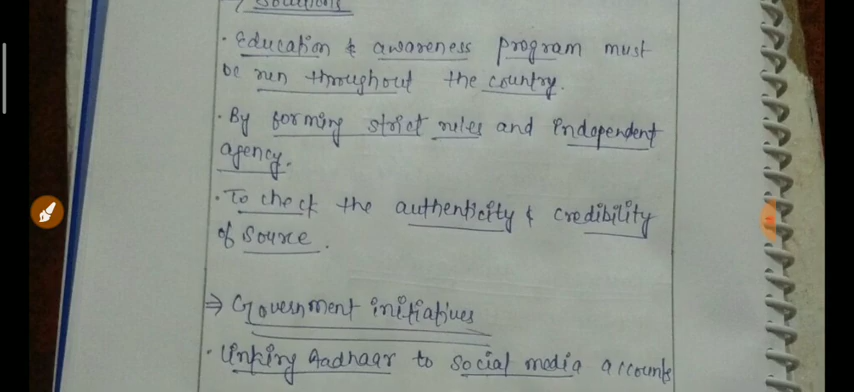 ⇒ Solutions
· Education & awareness program must
be run throughout the country.
· By forming strict rules and independent
agency.
· To check the authenticity & credibility
of source.
⇒ Government initiatives
· Linking Aadhaar to social media accounts